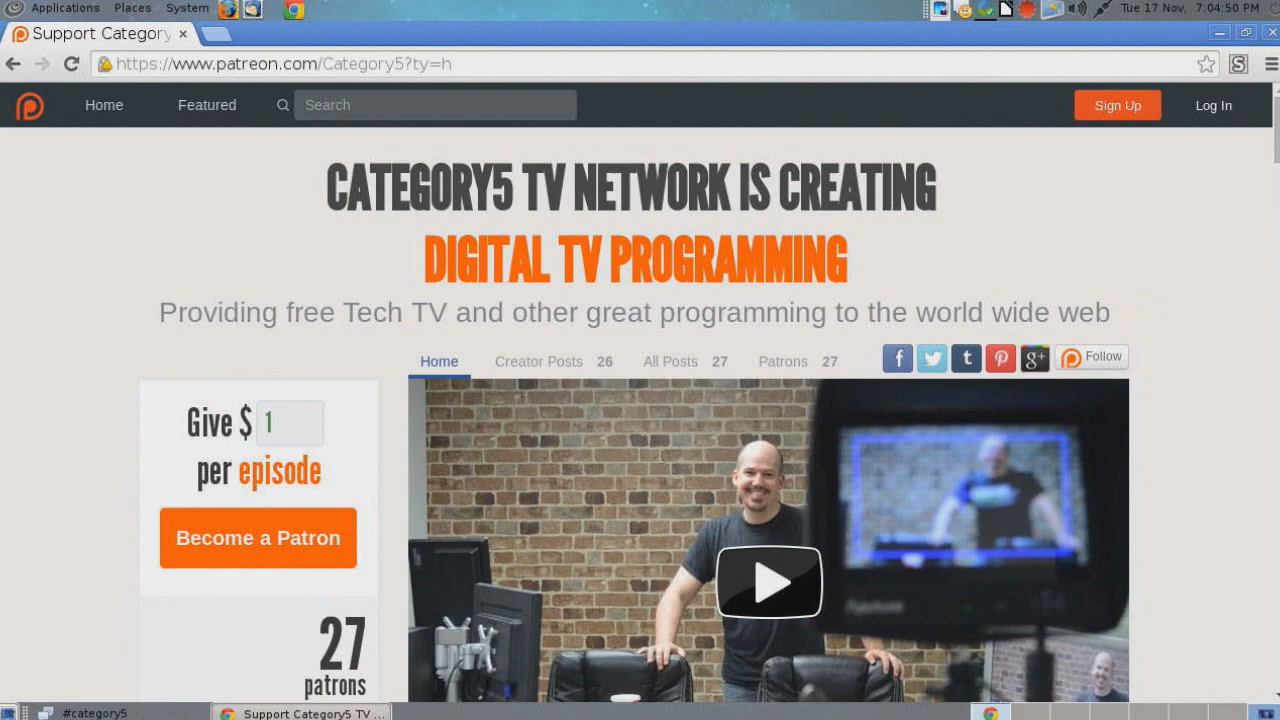 Applications Places System
Tue 17 Nov, 7:04:50 PM
Support Category
https://www.patreon.com/Category5?ty=h
Home Featured Search Sign Up Log In
CATEGORY5 TV NETWORK IS CREATING
DIGITAL TV PROGRAMMING
Providing free Tech TV and other great programming to the world wide web
Home Creator Posts 26 All Posts 27 Patrons 27 Follow
Give $ 1
per episode
Become a Patron
27
patrons
#category5 Support Category5 TV ...